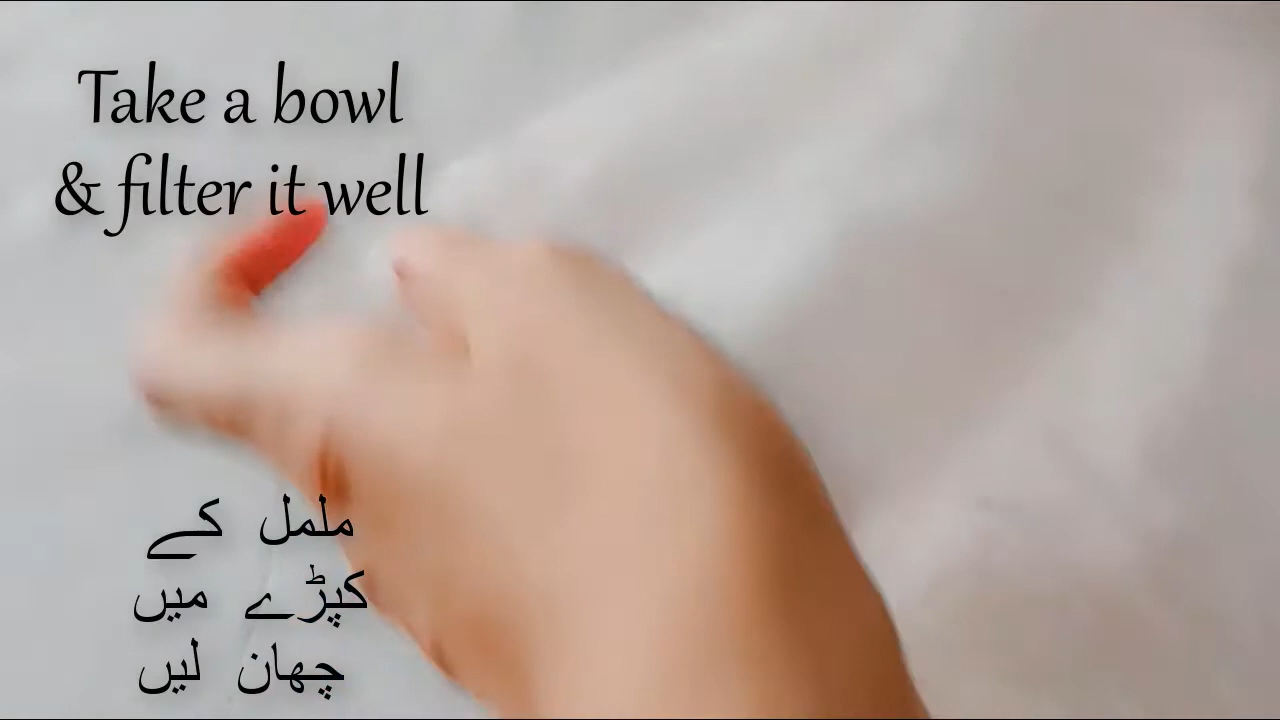 Take a bowl
& filter it well
ململ کے
کپڑے میں
چھان لیں